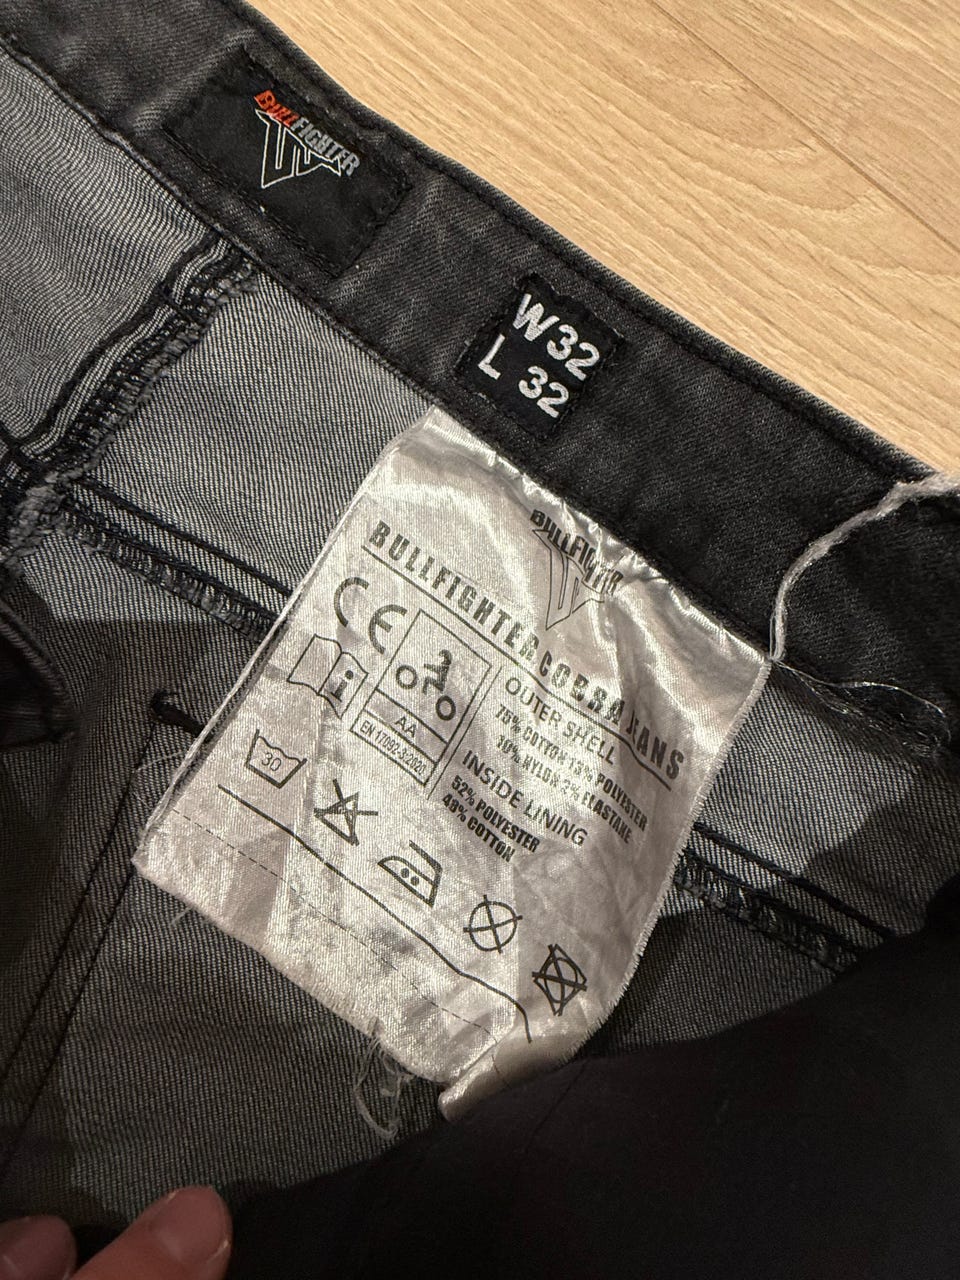 BULLFIGHTER
W32
L 32
BULLFIGHTER
BULLFIGHTER COBRA JEANS
CE
AA
EN 17092-3:2020
OUTER SHELL
75% COTTON 13% POLYESTER
10% NYLON 2% ELASTANE
INSIDE LINING
52% POLYESTER
48% COTTON
i
30